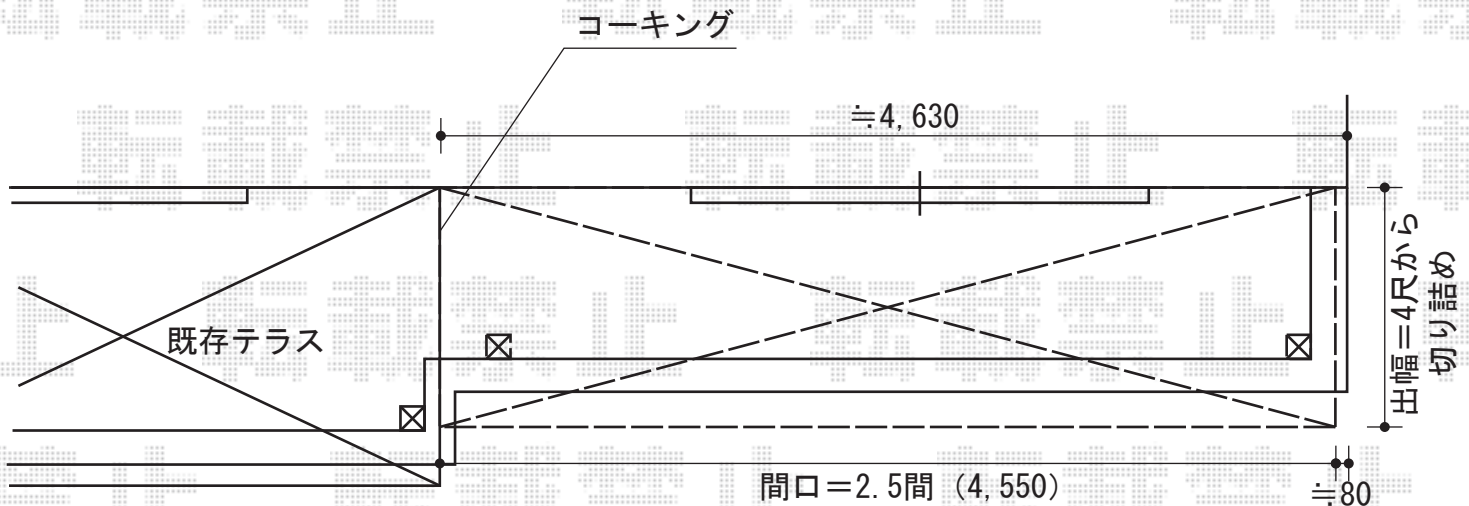 コーキング
≒4,630
既存テラス
出幅=4尺から
切り詰め
間口=2.5間 (4,550)
≒80